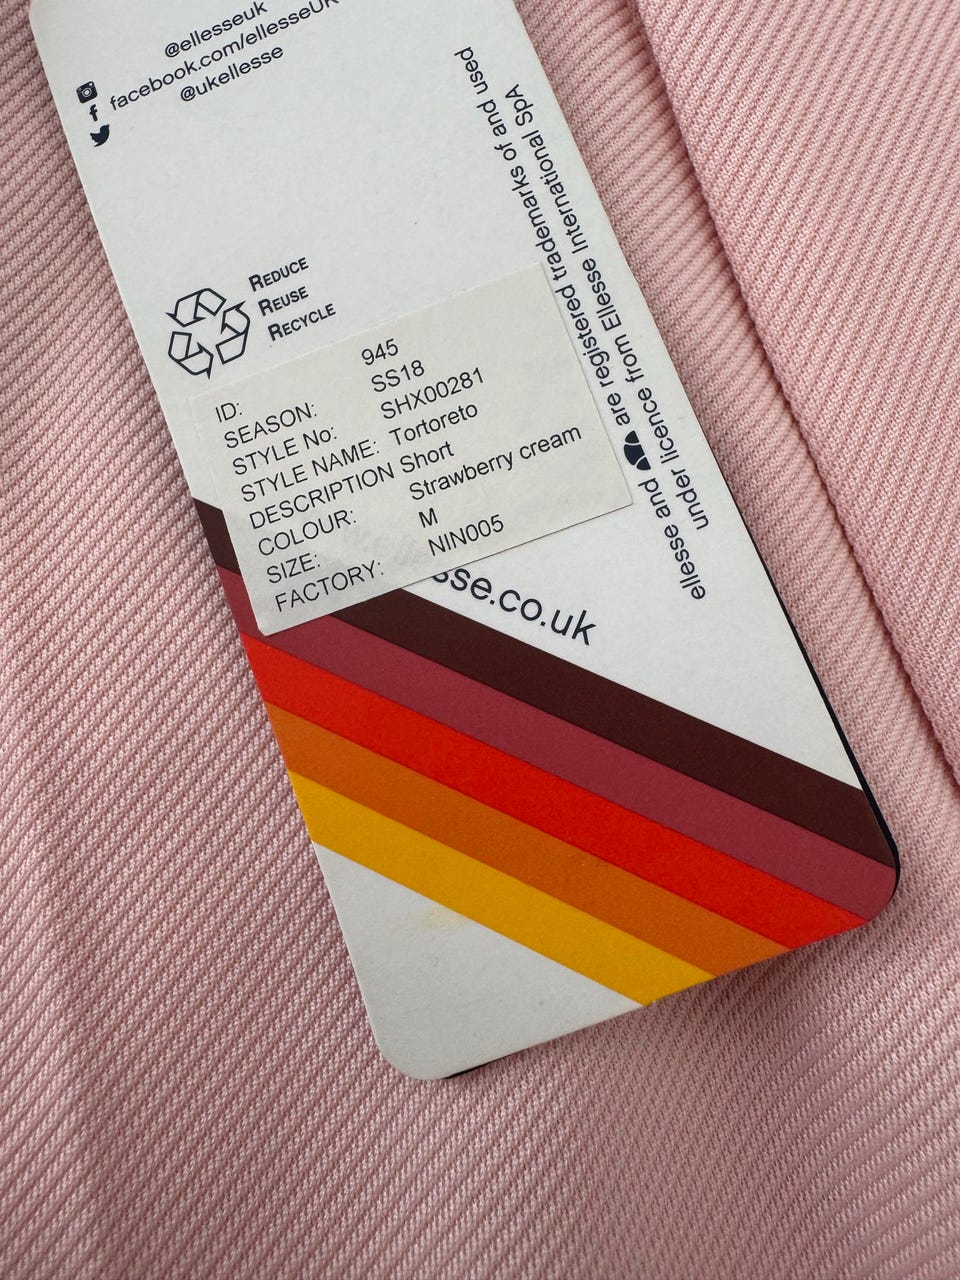 @ellesseuk
facebook.com/ellesseUK
@ukellesse
REDUCE
REUSE
RECYCLE
ID: 945
SEASON: SS18
STYLE No: SHX00281
STYLE NAME: Tortoreto
DESCRIPTION Short
COLOUR: Strawberry cream
SIZE: M
FACTORY: NIN005
sse.co.uk
ellesse and are registered trademarks of and used
under licence from Ellesse International SpA